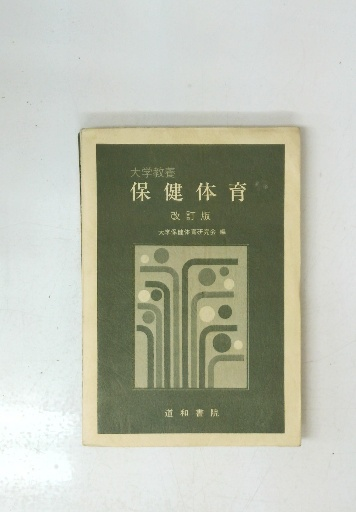 大学教養
保健体育
改訂版
大学保健体育研究会 編
道和書院